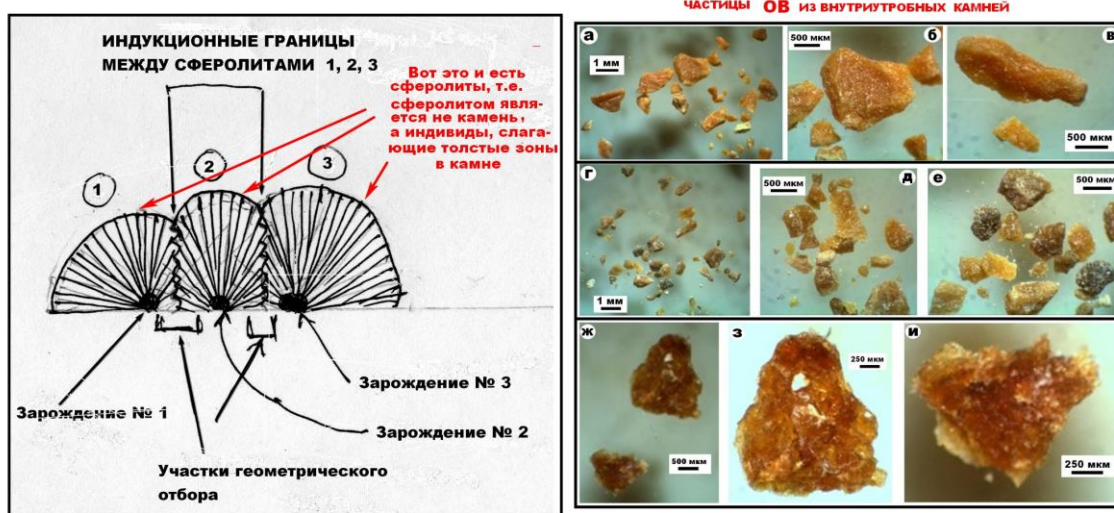 ИНДУКЦИОННЫЕ ГРАНИЦЫ
МЕЖДУ СФЕРОЛИТАМИ 1, 2, 3
Вот это и есть
сферолиты, т.е.
сферолитом явля-
ется не камень,
а индивиды, слага-
ющие толстые зоны
в камне
1
2
3
Зарождение № 3
Зарождение № 1
Зарождение № 2
Участки геометрического
отбора
ЧАСТИЦЫ ОВ ИЗ ВНУТРИУТРОБНЫХ КАМНЕЙ
а
1 мм
500 мкм
б
в
500 мкм
г
1 мм
500 мкм
д
е
500 мкм
ж
500 мкм
з
250 мкм
и
250 мкм